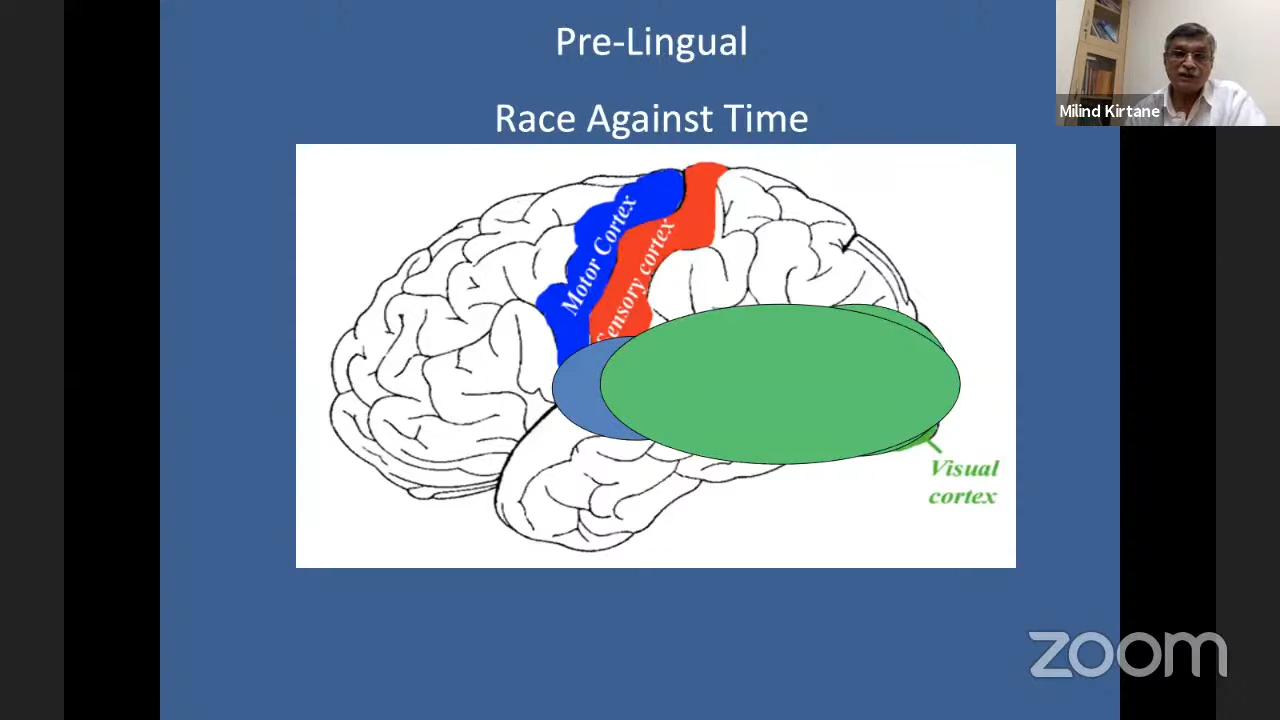 Pre-Lingual
Race Against Time
Milind Kirtane
Motor Cortex
Sensory cortex
Visual
cortex
zoom